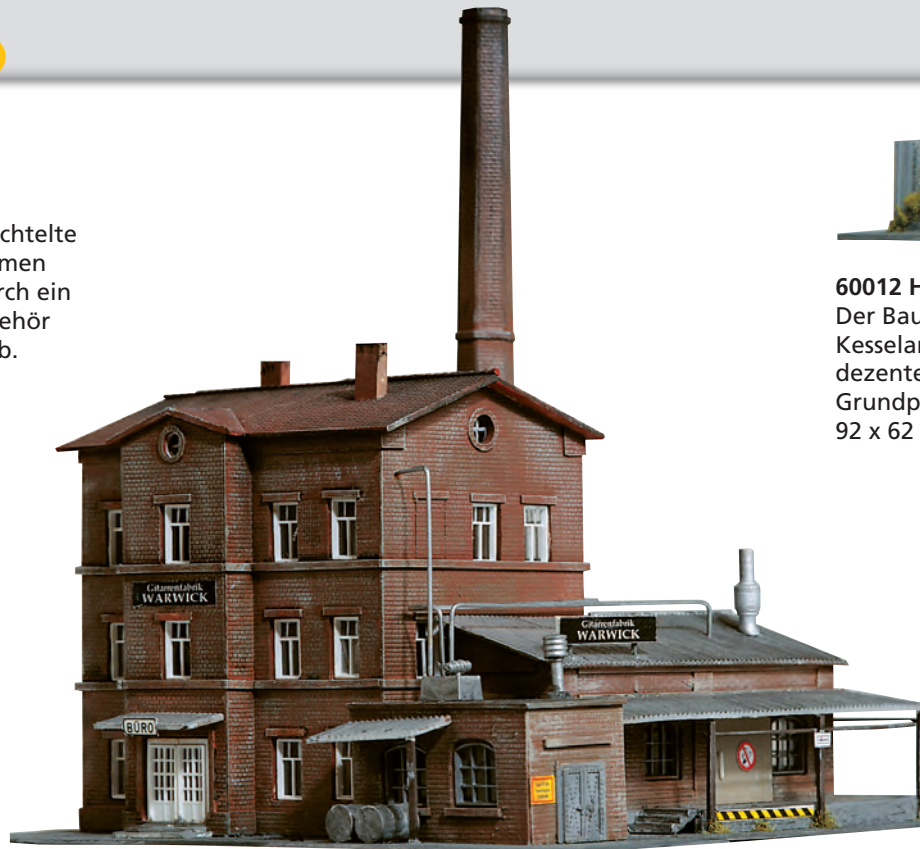 chtelte
men
rch ein
ehör
b.
60012 H
Der Bau
Kesselan
dezente
Grundp
92 x 62
Gitarrenfabrik
WARWICK
Gitarrenfabrik
WARWICK
BÜRO